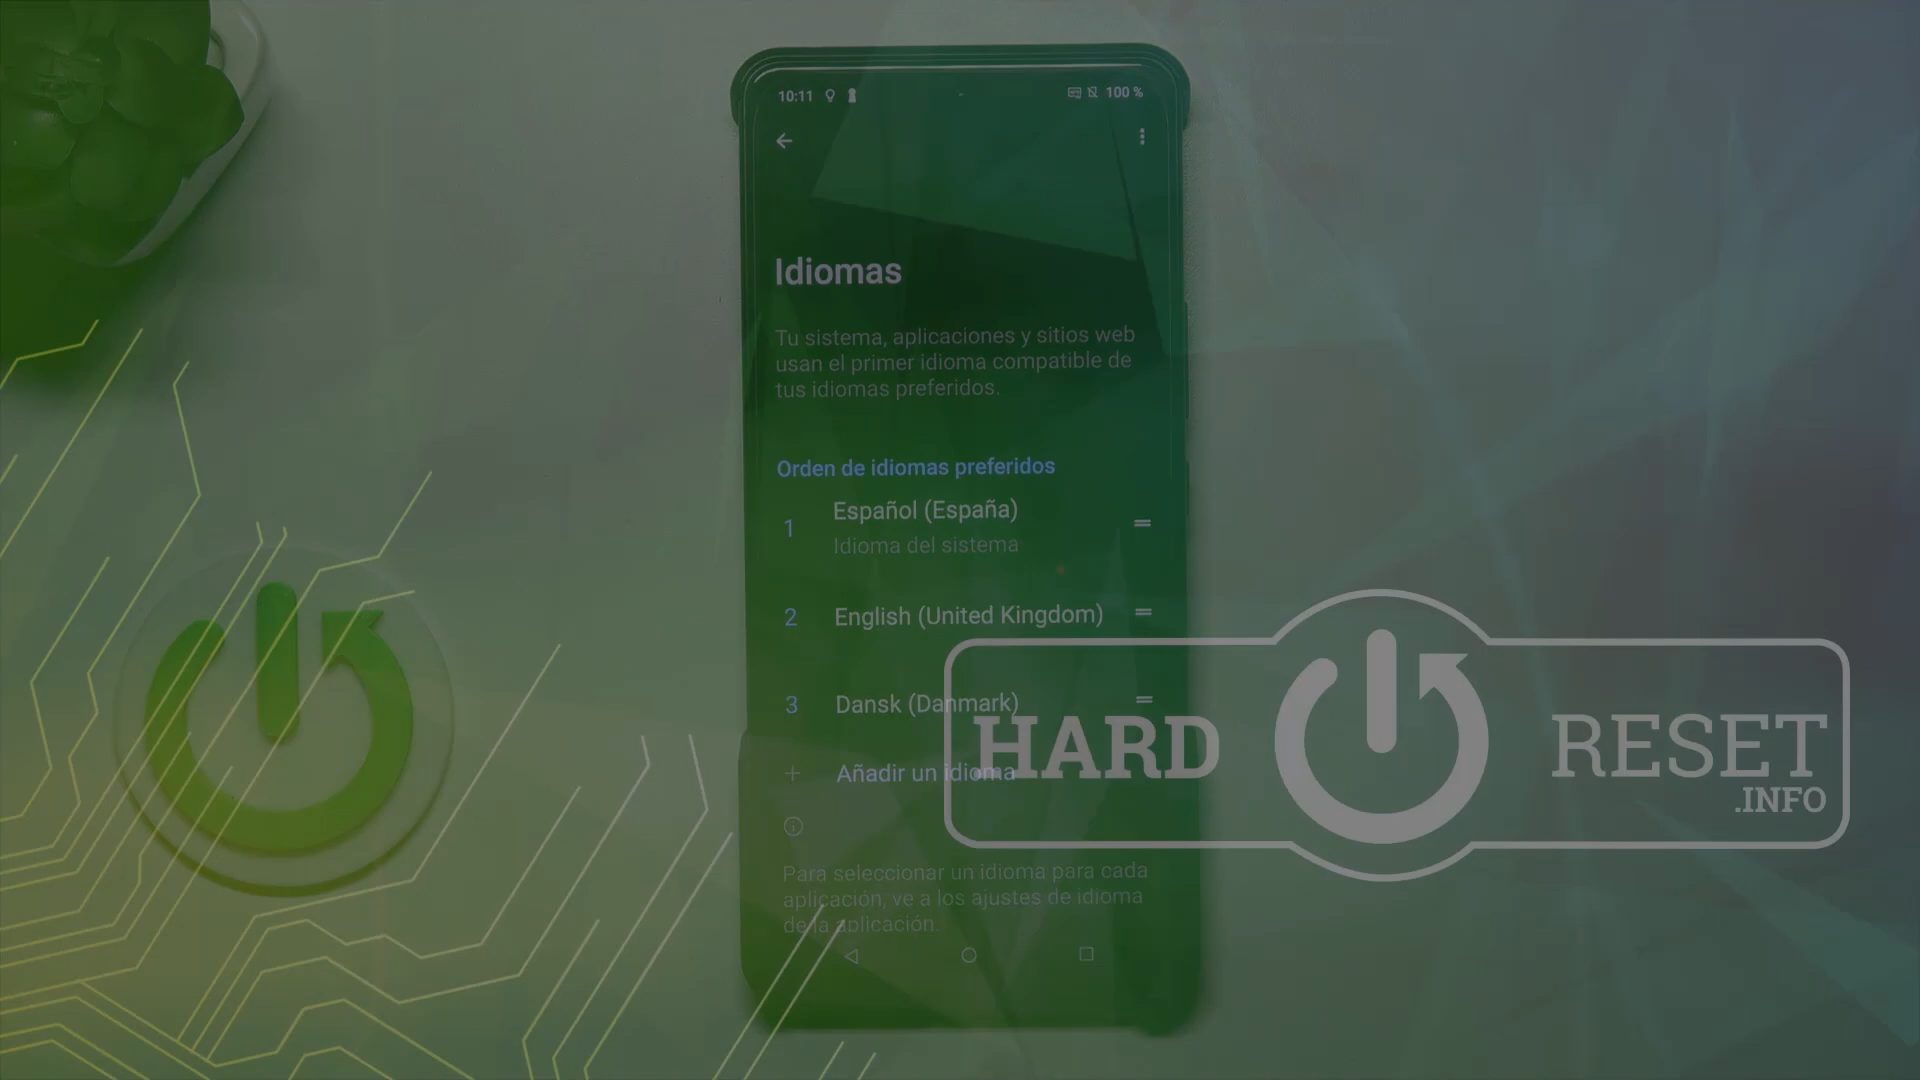 10:11
100 %
Idiomas
Tu sistema, aplicaciones y sitios web
usan el primer idioma compatible de
tus idiomas preferidos.
Orden de idiomas preferidos
1
Español (España)
Idioma del sistema
2
English (United Kingdom)
3
Dansk (Danmark)
+ Añadir un idioma
Para seleccionar un idioma para cada
aplicación, ve a los ajustes de idioma
de la aplicación.
HARD RESET
.INFO